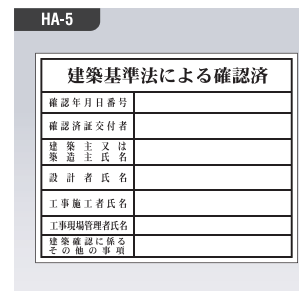 HA-5
建築基準法による確認済
確認年月日番号
確認済証交付者
建築主又は
築造主氏名
設計者氏名
工事施工者氏名
工事現場管理者氏名
建築確認に係る
その他の事項